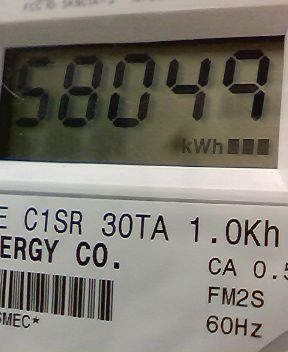 58049
kWh
E C1SR 30TA 1.0Kh
ERGY CO.
CA 0.5
FM2S
60Hz
SMEC*